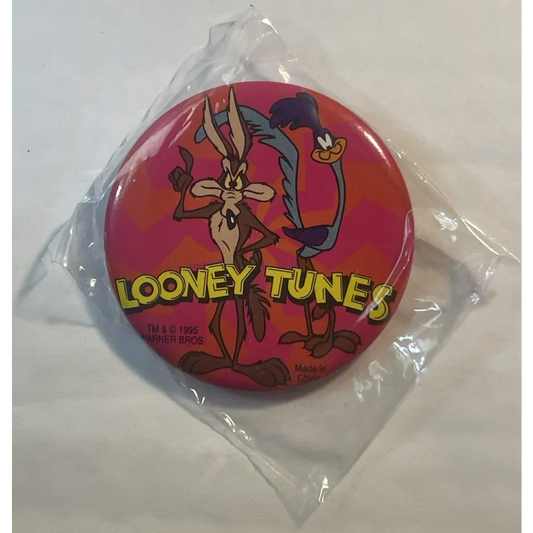 LOONEY TUNES
TM & © 1995
WARNER BROS
Made in
China